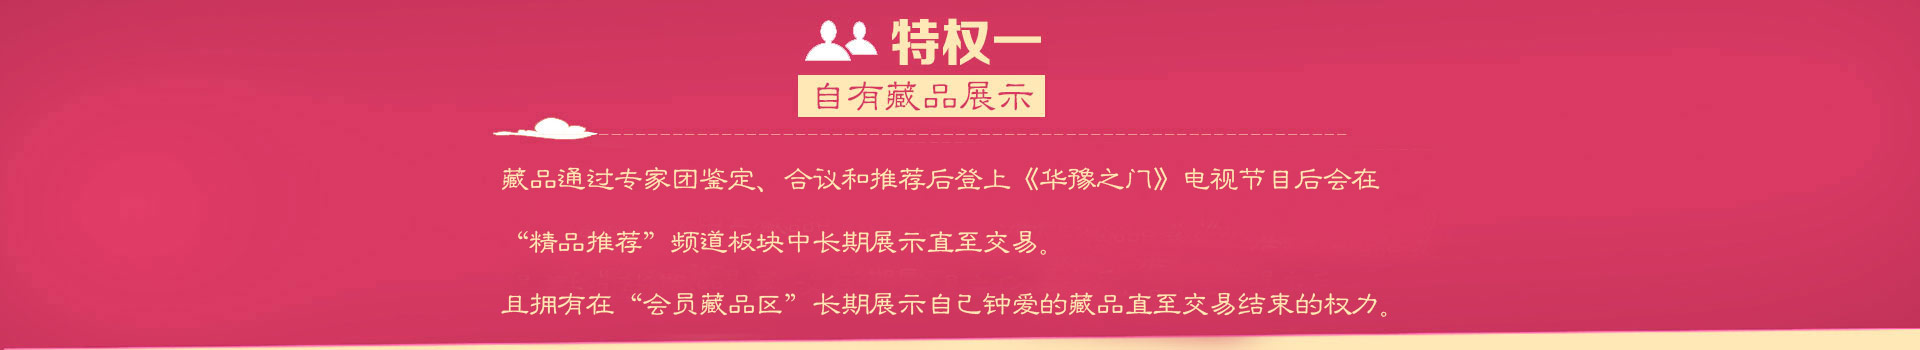 特权一
自有藏品展示
藏品通过专家团鉴定、合议和推荐后登上《华豫之门》电视节目后会在
“精品推荐”频道板块中长期展示直至交易。
且拥有在“会员藏品区”长期展示自己钟爱的藏品直至交易结束的权力。